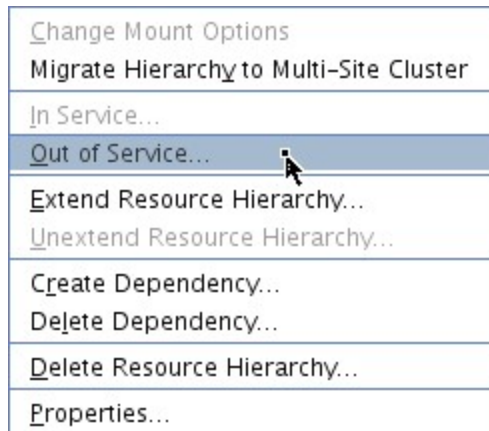 Change Mount Options
Migrate Hierarchy to Multi-Site Cluster
In Service...
Out of Service...
Extend Resource Hierarchy...
Unextend Resource Hierarchy...
Create Dependency...
Delete Dependency...
Delete Resource Hierarchy...
Properties...